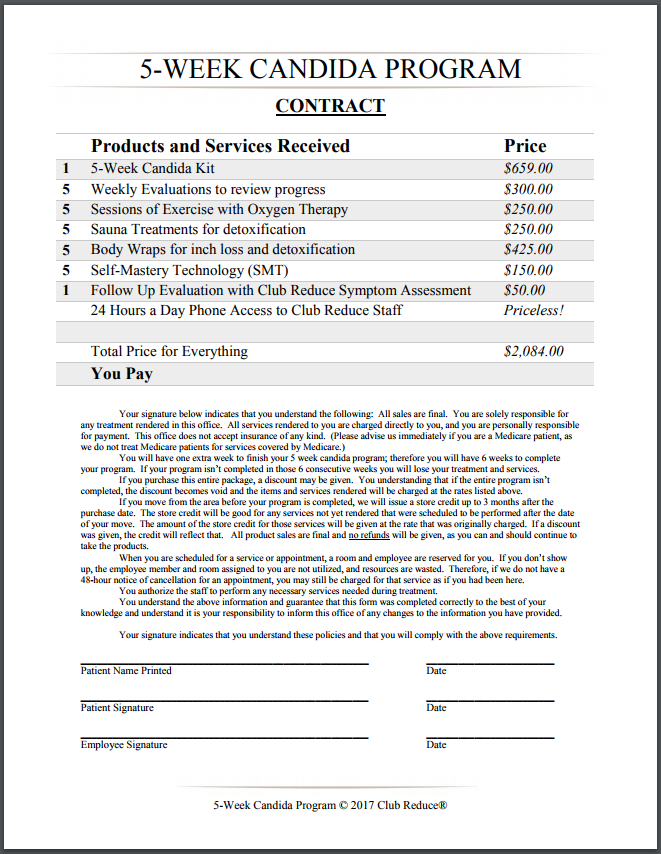 5-WEEK CANDIDA PROGRAM
CONTRACT
Products and Services Received Price
1 5-Week Candida Kit $659.00
5 Weekly Evaluations to review progress $300.00
5 Sessions of Exercise with Oxygen Therapy $250.00
5 Sauna Treatments for detoxification $250.00
5 Body Wraps for inch loss and detoxification $425.00
5 Self-Mastery Technology (SMT) $150.00
1 Follow Up Evaluation with Club Reduce Symptom Assessment $50.00
24 Hours a Day Phone Access to Club Reduce Staff Priceless!
Total Price for Everything $2,084.00
You Pay
Your signature below indicates that you understand the following: All sales are final. You are solely responsible for
any treatment rendered in this office. All services rendered to you are charged directly to you, and you are personally responsible
for payment. This office does not accept insurance of any kind. (Please advise us immediately if you are a Medicare patient, as
we do not treat Medicare patients for services covered by Medicare.)
You will have one extra week to finish your 5 week candida program; therefore you will have 6 weeks to complete
your program. If your program isn't completed in those 6 consecutive weeks you will lose your treatment and services.
If you purchase this entire package, a discount may be given. You understanding that if the entire program isn't
completed, the discount becomes void and the items and services rendered will be charged at the rates listed above.
If you move from the area before your program is completed, we will issue a store credit up to 3 months after the
purchase date. The store credit will be good for any services not yet rendered that were scheduled to be performed after the date
of your move. The amount of the store credit for those services will be given at the rate that was originally charged. If a discount
was given, the credit will reflect that. All product sales are final and no refunds will be given, as you can and should continue to
take the products.
When you are scheduled for a service or appointment, a room and employee are reserved for you. If you don't show
up, the employee member and room assigned to you are not utilized, and resources are wasted. Therefore, if we do not have a
48-hour notice of cancellation for an appointment, you may still be charged for that service as if you had been here.
You authorize the staff to perform any necessary services needed during treatment.
You understand the above information and guarantee that this form was completed correctly to the best of your
knowledge and understand it is your responsibility to inform this office of any changes to the information you have provided.
Your signature indicates that you understand these policies and that you will comply with the above requirements.
Patient Name Printed Date
Patient Signature Date
Employee Signature Date
5-Week Candida Program © 2017 Club Reduce®